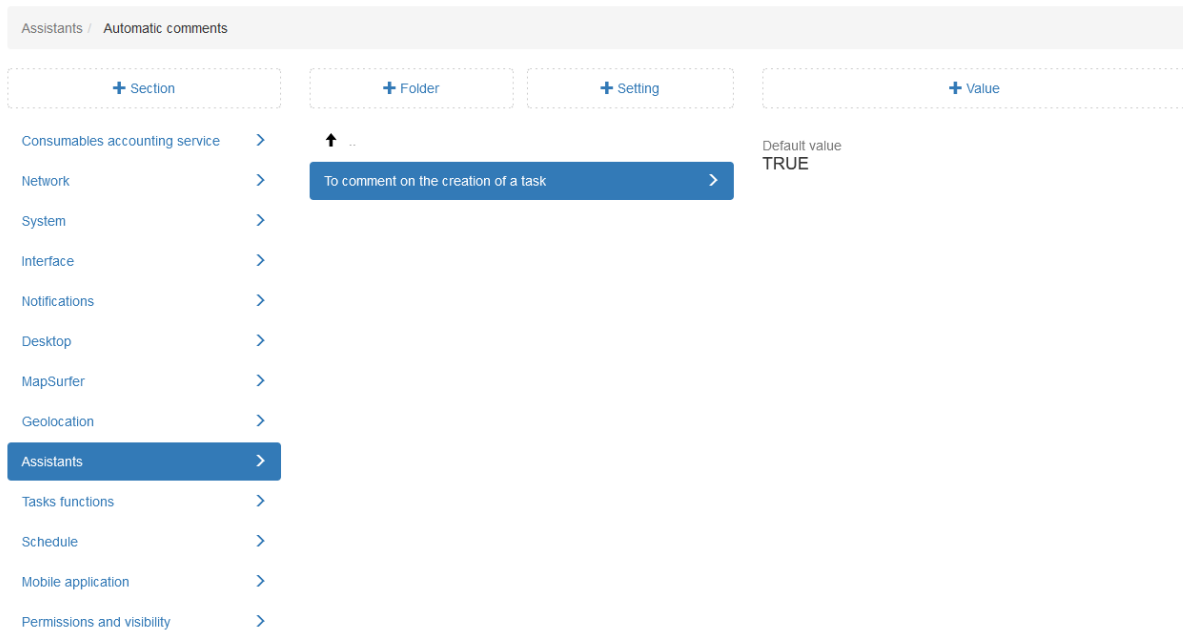 Assistants / Automatic comments
+ Section
+ Folder
+ Setting
+ Value
Consumables accounting service
Network
System
Interface
Notifications
Desktop
MapSurfer
Geolocation
Assistants
Tasks functions
Schedule
Mobile application
Permissions and visibility
..
To comment on the creation of a task
Default value
TRUE